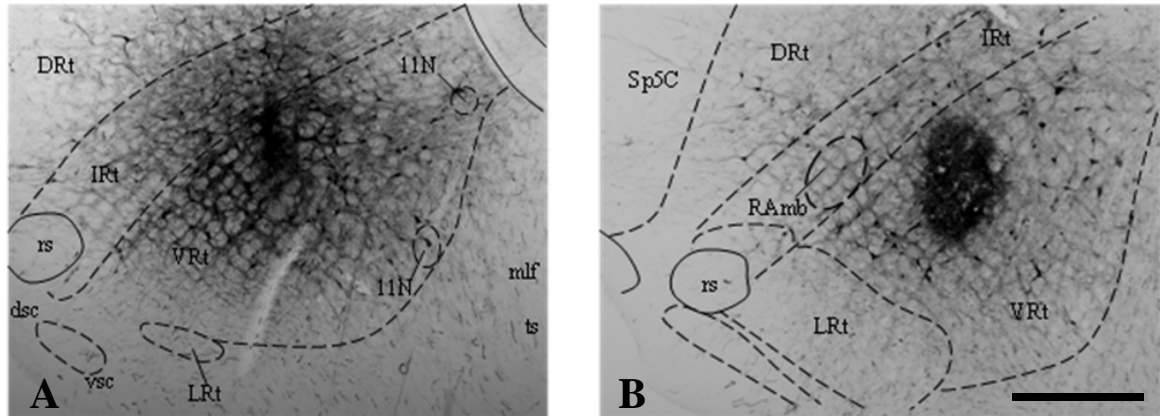 DRt
11N
IRt
rs
VRt
11N
mlf
dsc
ts
vsc
LRt
A
IRt
DRt
Sp5C
RAmb
rs
VRt
LRt
B